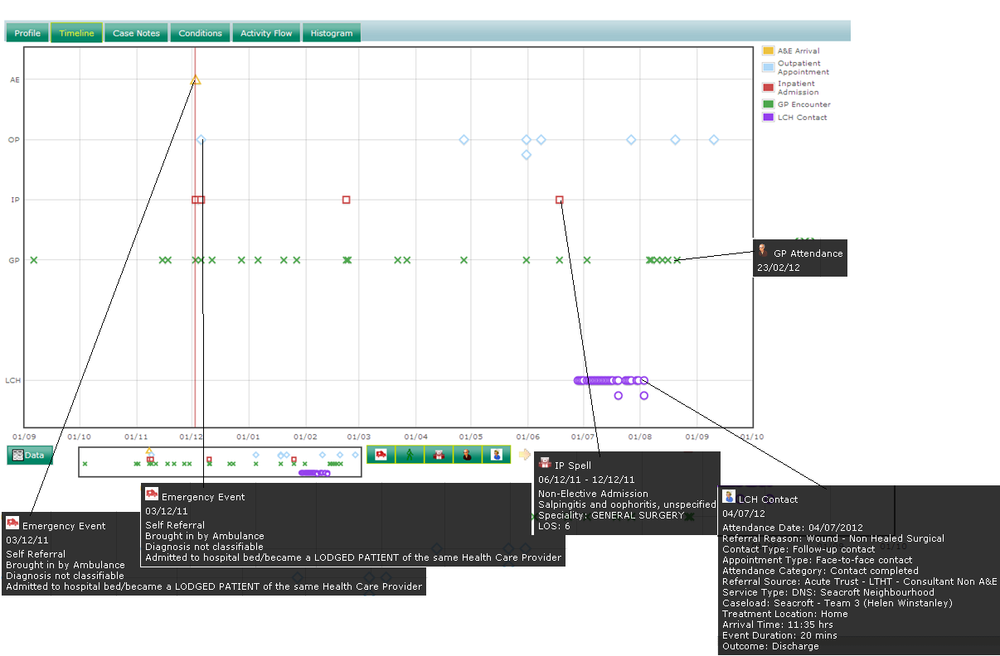 Profile
Timeline
Case Notes
Conditions
Activity Flow
Histogram
A&E Arrival
Outpatient
Appointment
Inpatient
Admission
GP Encounter
LCH Contact
AE
OP
IP
GP
LCH
GP Attendance
23/02/12
01/09
01/10
01/11
01/12
01/01
01/02
01/03
01/04
01/05
01/06
01/07
01/08
01/09
01/10
Data
IP Spell
06/12/11 - 12/12/11
Non-Elective Admission
Salpingitis and oophoritis, unspecified
Speciality: GENERAL SURGERY
LOS: 6
Emergency Event
03/12/11
Self Referral
Brought in by Ambulance
Diagnosis not classifiable
Admitted to hospital bed/became a LODGED PATIENT of the same Health Care Provider
Emergency Event
03/12/11
Self Referral
Brought in by Ambulance
Diagnosis not classifiable
Admitted to hospital bed/became a LODGED PATIENT of the same Health Care Provider
LCH Contact
04/07/12
Attendance Date: 04/07/2012
Referral Reason: Wound - Non Healed Surgical
Contact Type: Follow-up contact
Appointment Type: Face-to-face contact
Attendance Category: Contact completed
Referral Source: Acute Trust - LTHT - Consultant Non A&E
Service Type: DNS: Seacroft Neighbourhood
Caseload: Seacroft - Team 3 (Helen Winstanley)
Treatment Location: Home
Arrival Time: 11:35 hrs
Event Duration: 20 mins
Outcome: Discharge
01/10